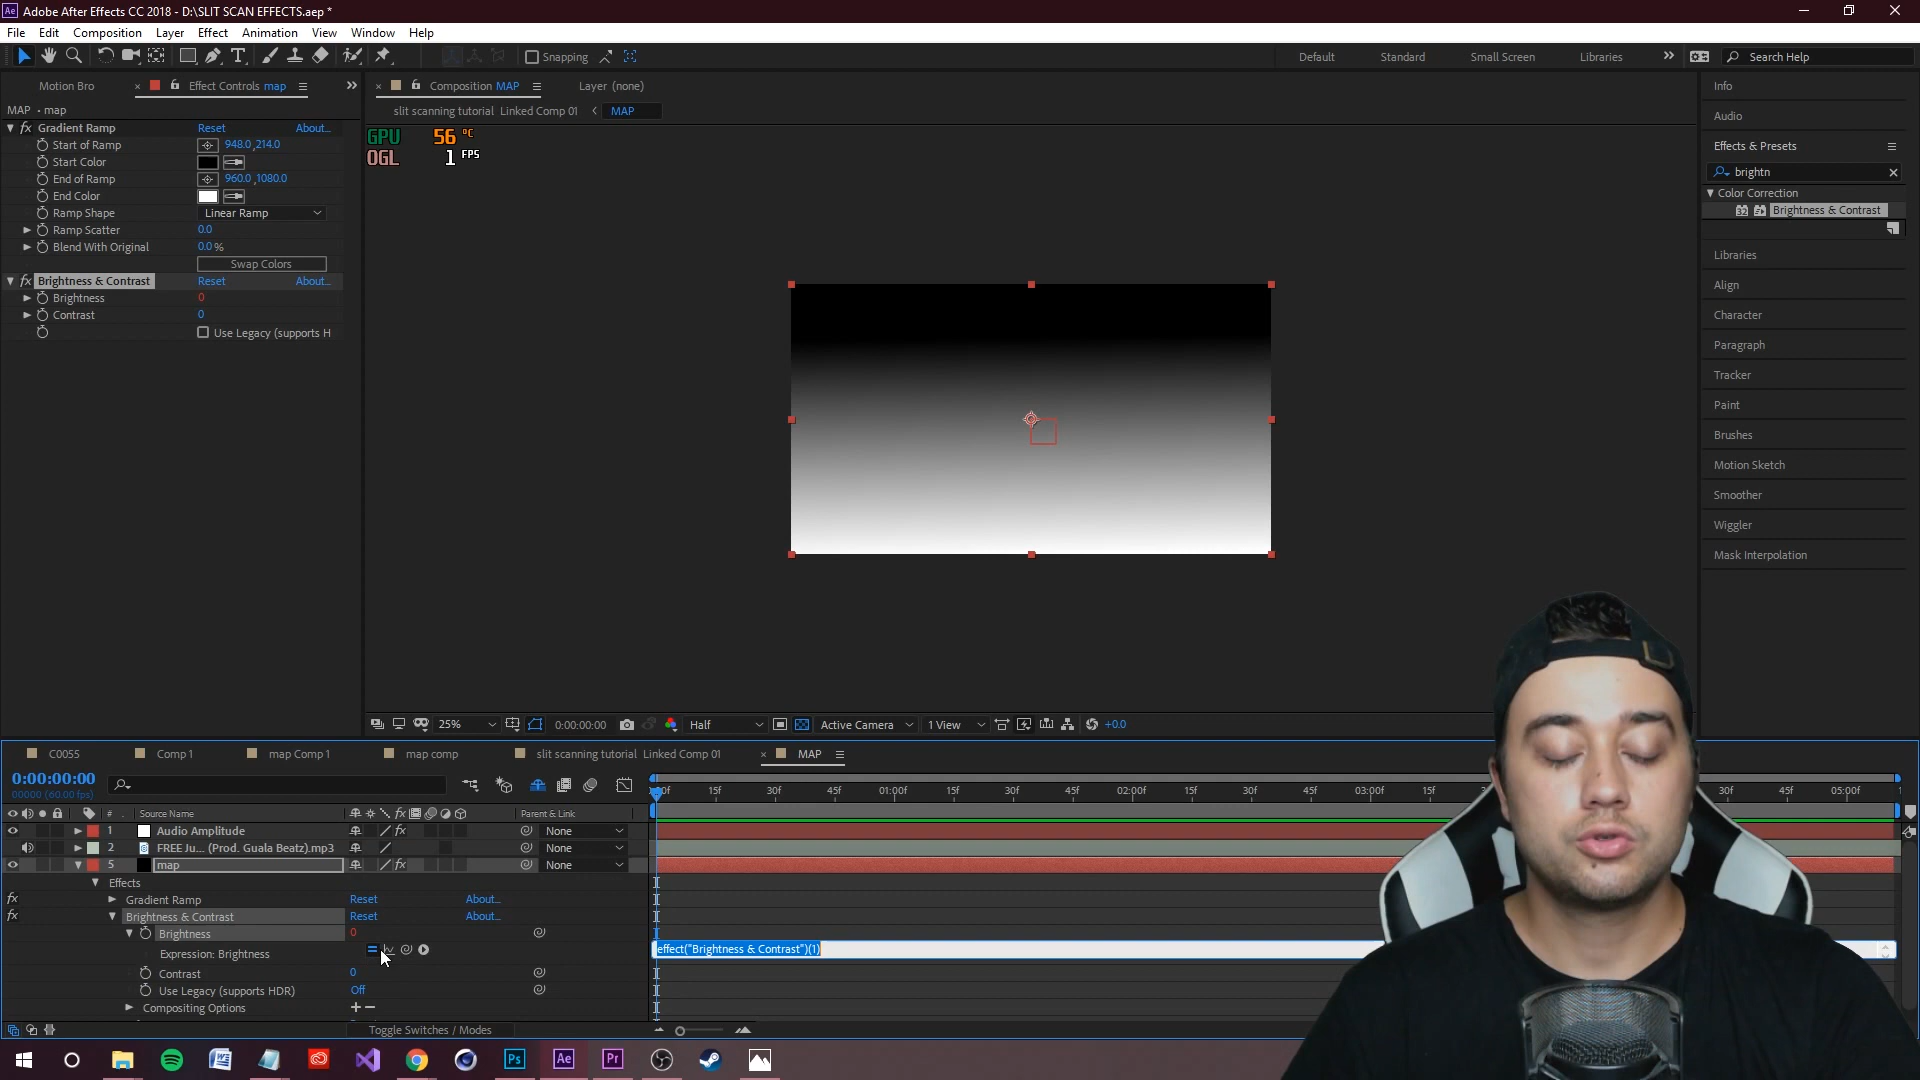 Adobe After Effects CC 2018 - D:\SLIT SCAN EFFECTS.aep *
File Edit Composition Layer Effect Animation View Window Help
Snapping Default Standard Small Screen Libraries Search Help
Motion Bro Effect Controls map Composition MAP Layer (none) Info
MAP • map slit scanning tutorial Linked Comp 01 MAP
Audio
Gradient Ramp Reset About...
Start of Ramp 948.0,214.0
Start Color
End of Ramp 960.0,1080.0
End Color
Ramp Shape Linear Ramp
Ramp Scatter 0.0
Blend With Original 0.0%
Swap Colors
Brightness & Contrast Reset About...
Brightness 0
Contrast 0
Use Legacy (supports H
GPU 56 °C
OGL 1 FPS
Effects & Presets
brightn
Color Correction
32 Brightness & Contrast
Libraries
Align
Character
Paragraph
Tracker
Paint
Brushes
Motion Sketch
Smoother
Wiggler
Mask Interpolation
25% 0:00:00:00 Half Active Camera 1 View +0.0
C0055 Comp 1 map Comp 1 map comp slit scanning tutorial Linked Comp 01 MAP
0:00:00:00
00000 (60.00 fps)
15f 30f 45f 01:00f 15f 30f 45f 02:00f 15f 30f 45f 03:00f 15f 30f 45f 05:00f
# Source Name Parent & Link
1 Audio Amplitude None
2 FREE Ju... (Prod. Guala Beatz).mp3 None
5 map None
Effects
Gradient Ramp Reset About...
Brightness & Contrast Reset About...
Brightness 0
Expression: Brightness effect("Brightness & Contrast")(1)
Contrast 0
Use Legacy (supports HDR) Off
Compositing Options
Toggle Switches / Modes
Ps Ae Pr